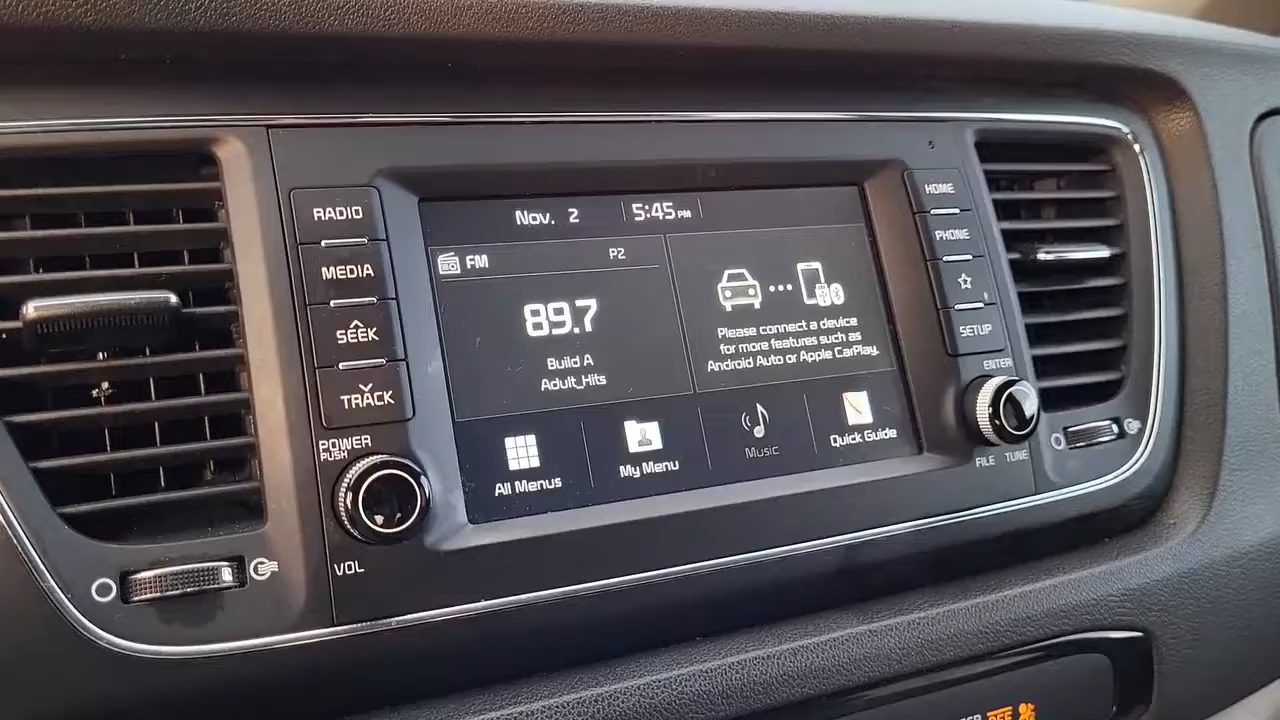 RADIO
MEDIA
SEEK
TRACK
POWER
PUSH
VOL
Nov. 2 5:45 PM
FM P2
89.7
Build A
Adult_Hits
Please connect a device
for more features such as
Android Auto or Apple CarPlay.
All Menus
My Menu
Music
Quick Guide
HOME
PHONE
SETUP
ENTER
FILE TUNE
OFF